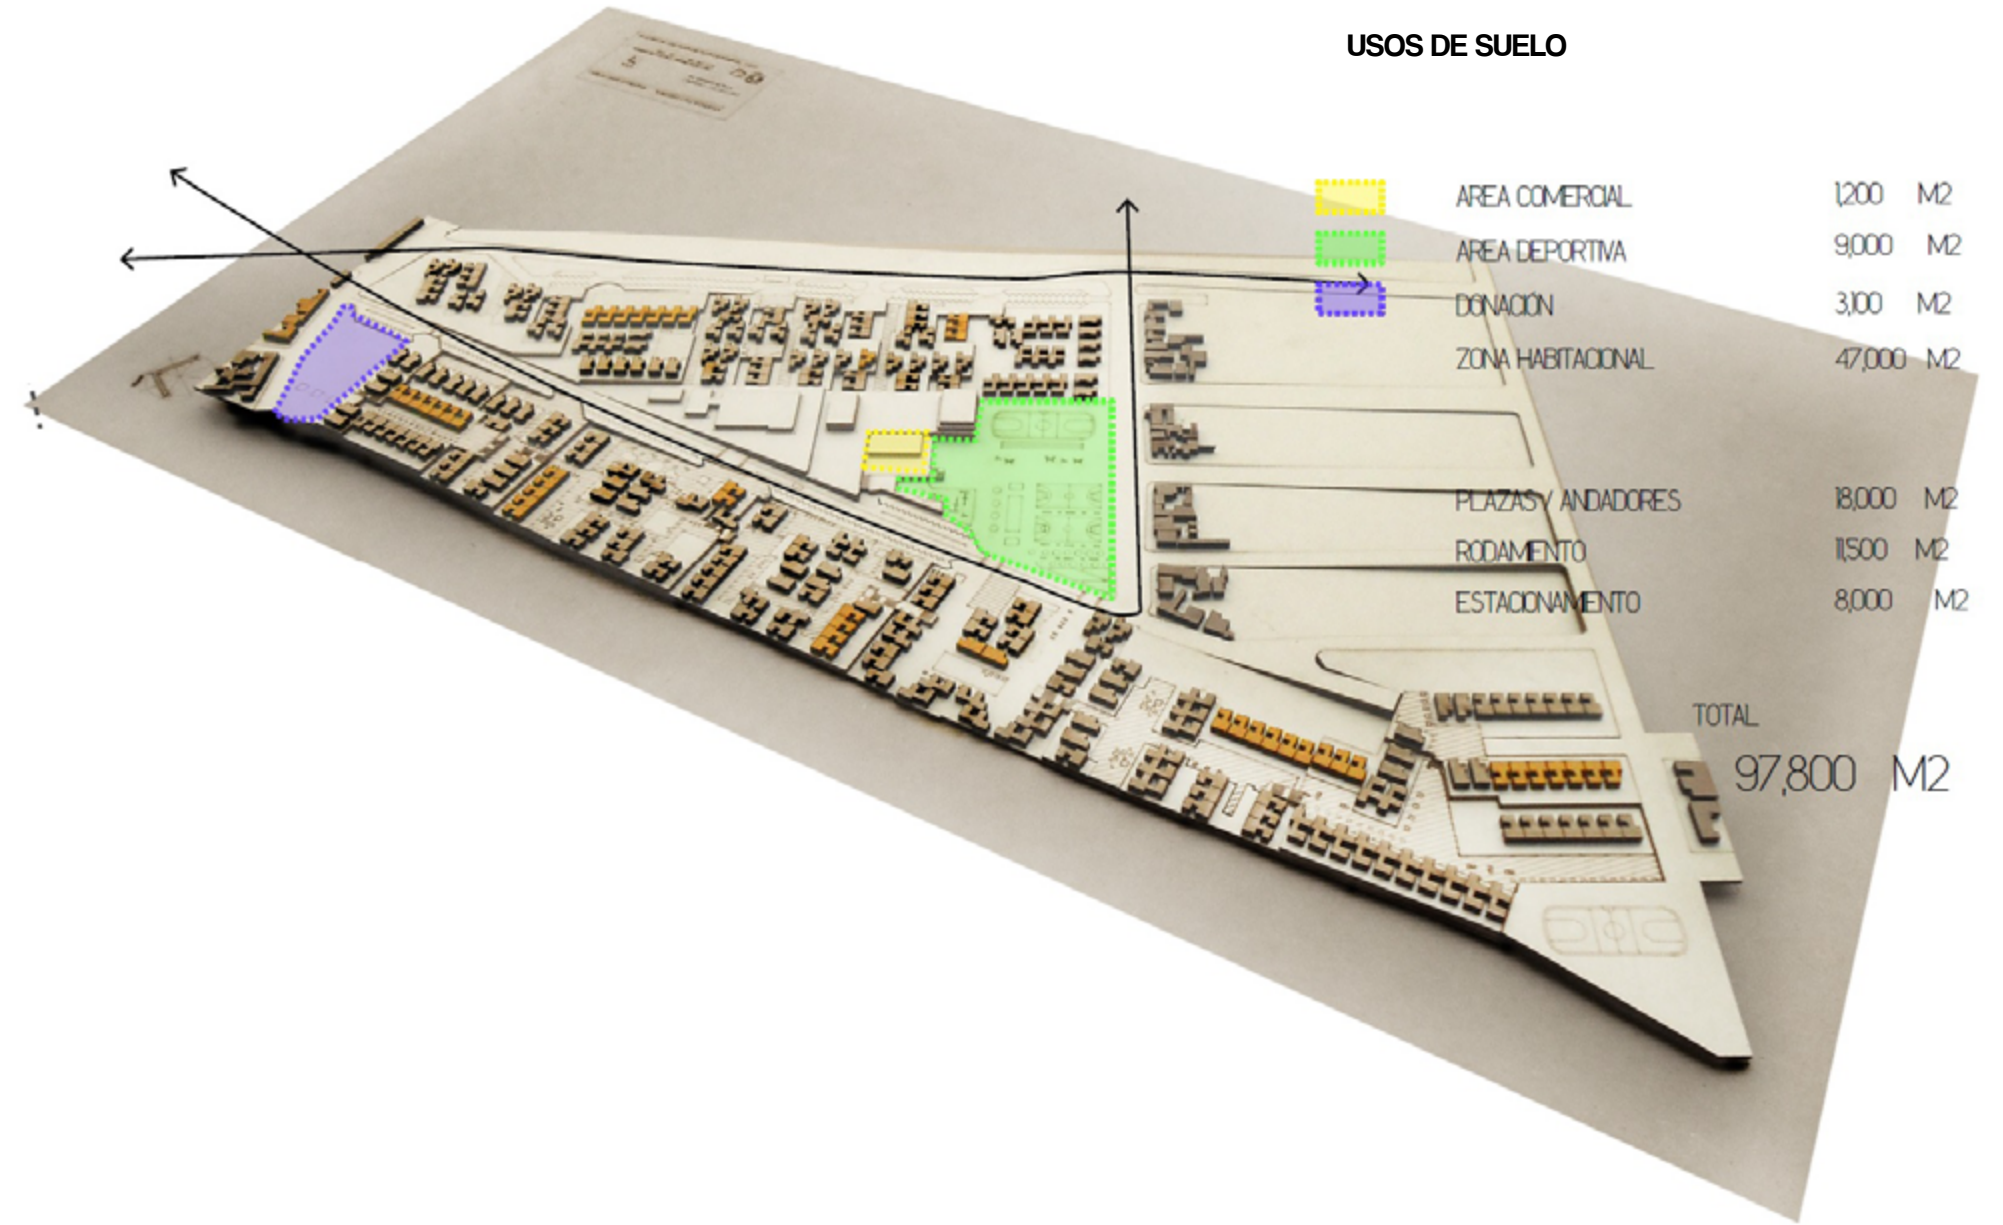 USOS DE SUELO
AREA COMERCIAL 1,200 M2
AREA DEPORTIVA 9,000 M2
DONACIÓN 3,100 M2
ZONA HABITACIONAL 47,000 M2
PLAZAS / ANDADORES 18,000 M2
RODAMIENTO 11,500 M2
ESTACIONAMIENTO 8,000 M2
TOTAL
97,800 M2